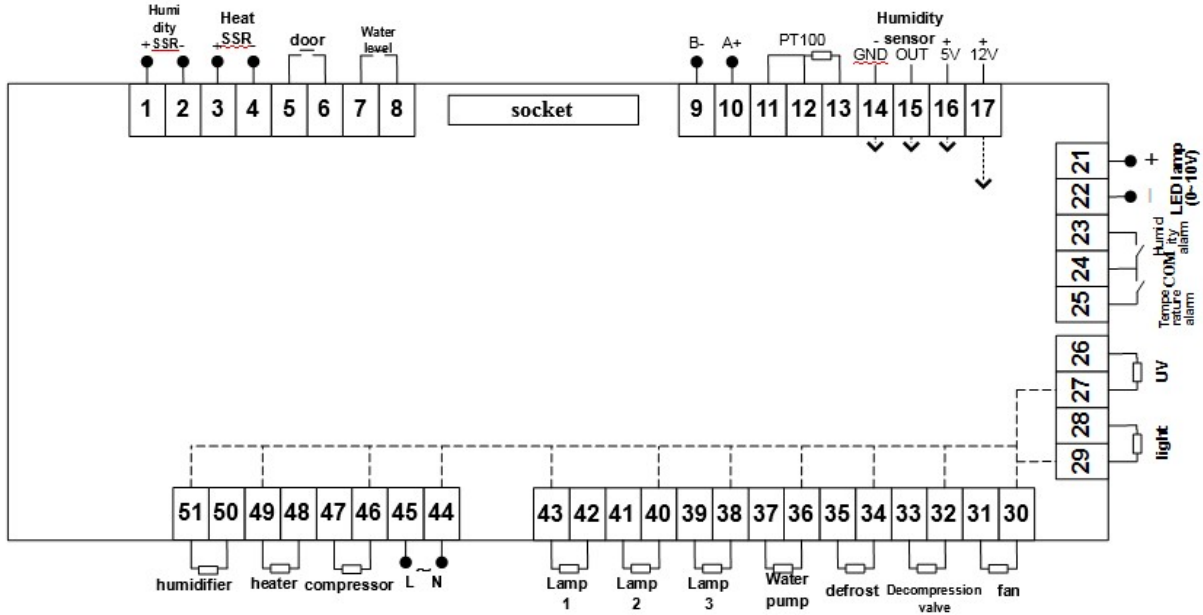 Humi
dity
+ SSR -
Heat
SSR
+ -
door
Water
level
B- A+
PT100
Humidity
sensor
- + +
GND OUT 5V 12V
1 2 3 4 5 6 7 8
socket
9 10 11 12 13 14 15 16 17
21
22
23
24
25
+
–
LED lamp
(0~10V)
Humid
ity
alarm
COM
Tempe
rature
alarm
26
27
28
29
UV
light
51 50 49 48 47 46 45 44
43 42 41 40 39 38 37 36 35 34 33 32 31 30
humidifier
heater
compressor
L ~ N
Lamp
1
Lamp
2
Lamp
3
Water
pump
defrost
Decompression
valve
fan